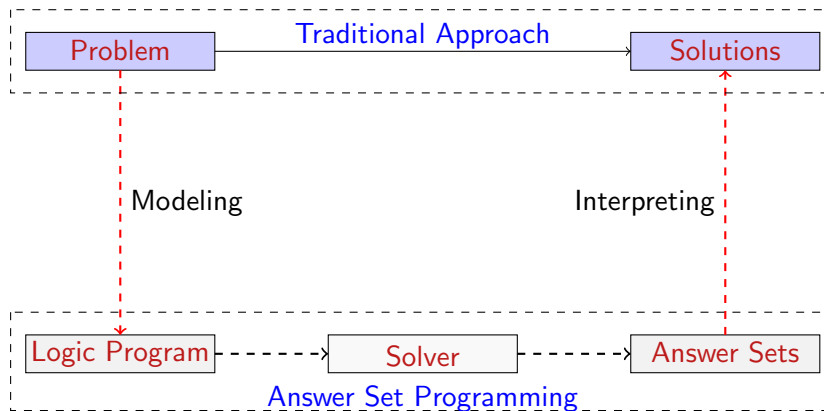 Traditional Approach
Problem
Solutions
Modeling
Interpreting
Logic Program
Solver
Answer Sets
Answer Set Programming